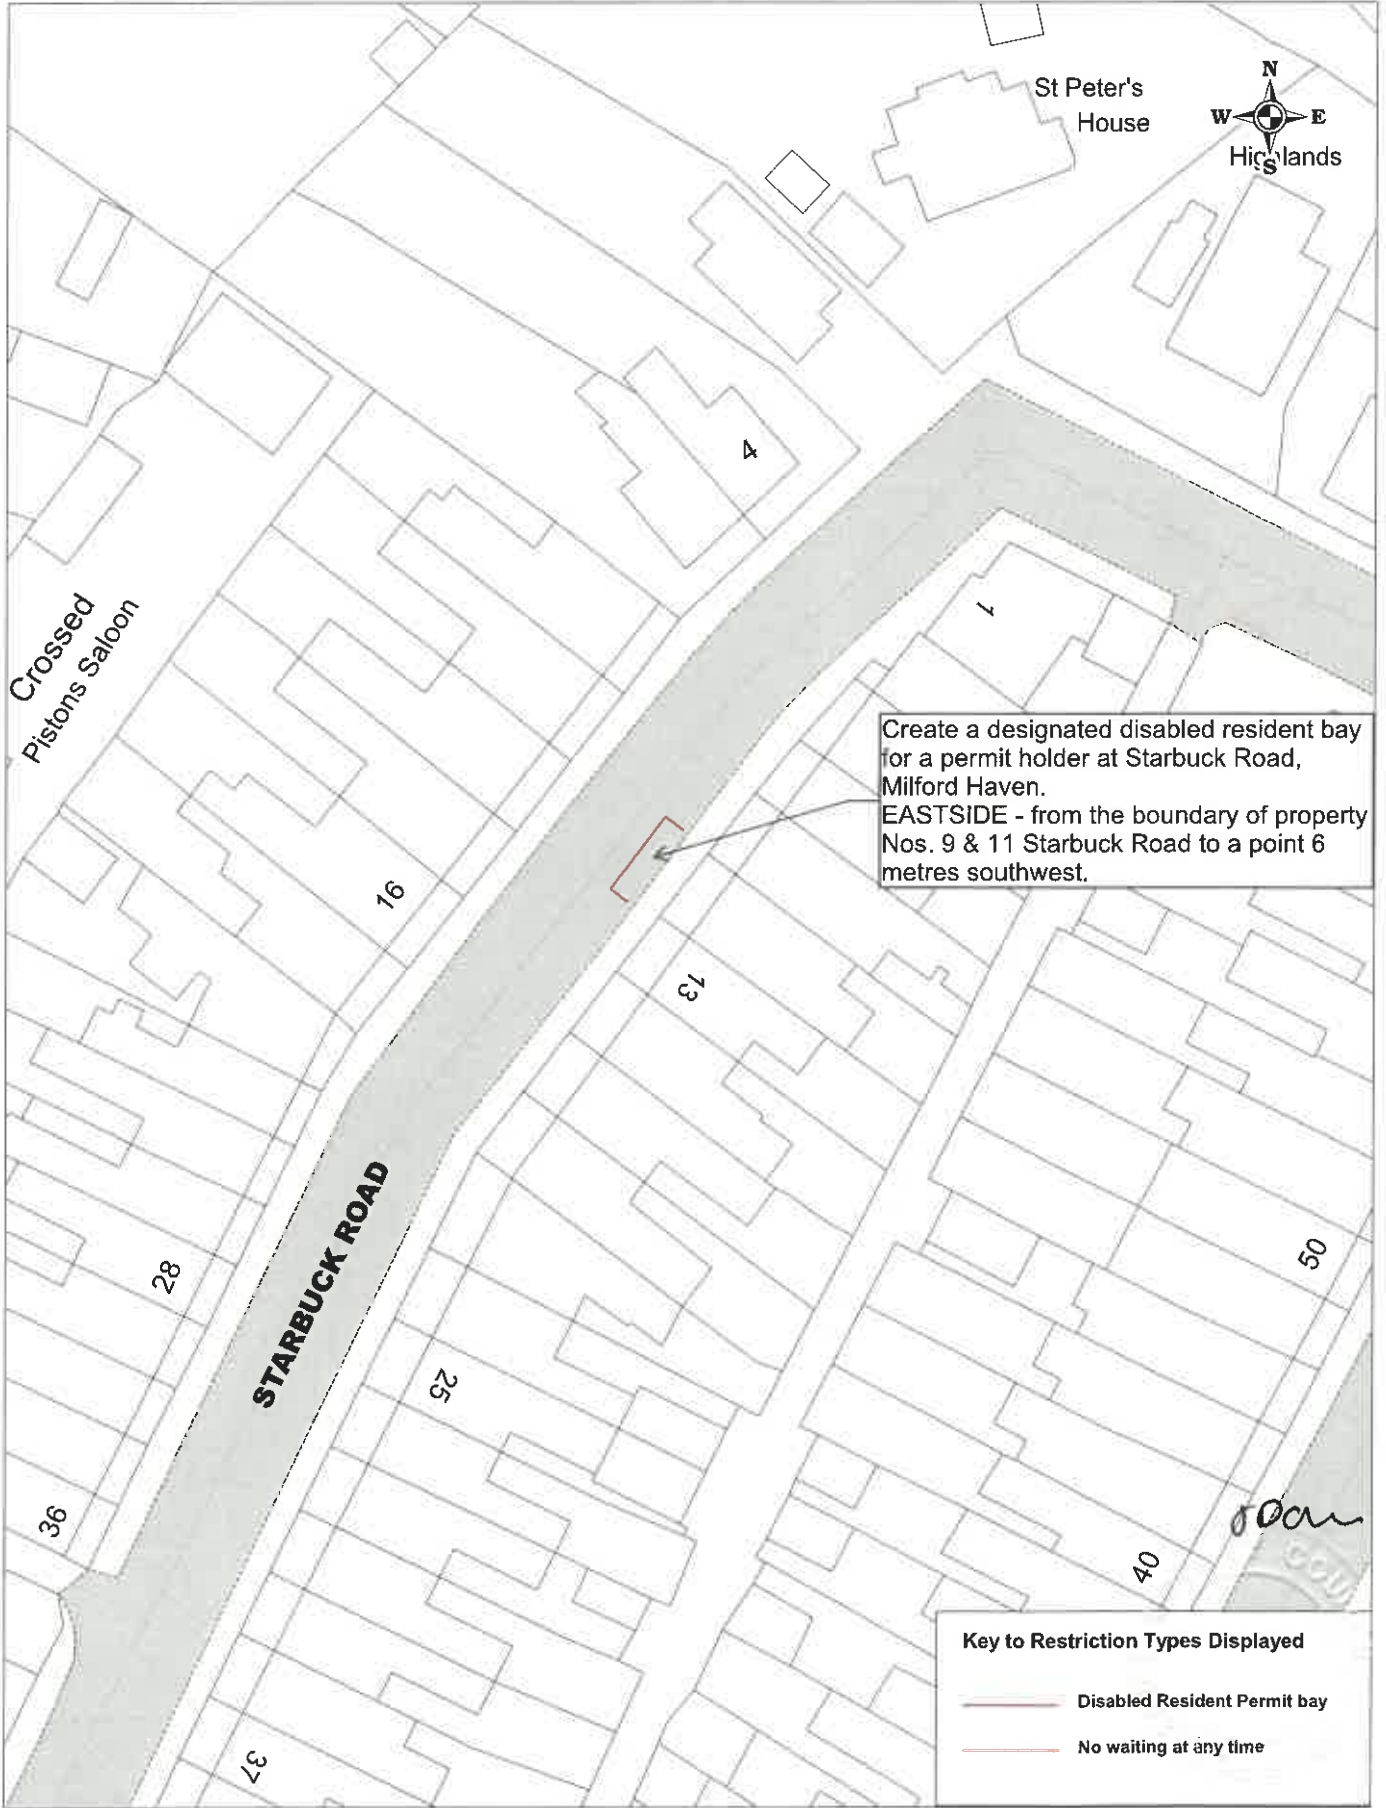 St Peter's
House
N
W E
S
Highlands
4
1
Crossed
Pistons Saloon
Create a designated disabled resident bay
for a permit holder at Starbuck Road,
Milford Haven.
EASTSIDE - from the boundary of property
Nos. 9 & 11 Starbuck Road to a point 6
metres southwest.
16
13
STARBUCK ROAD
28
50
25
36
40
COU
37
Key to Restriction Types Displayed
Disabled Resident Permit bay
No waiting at any time